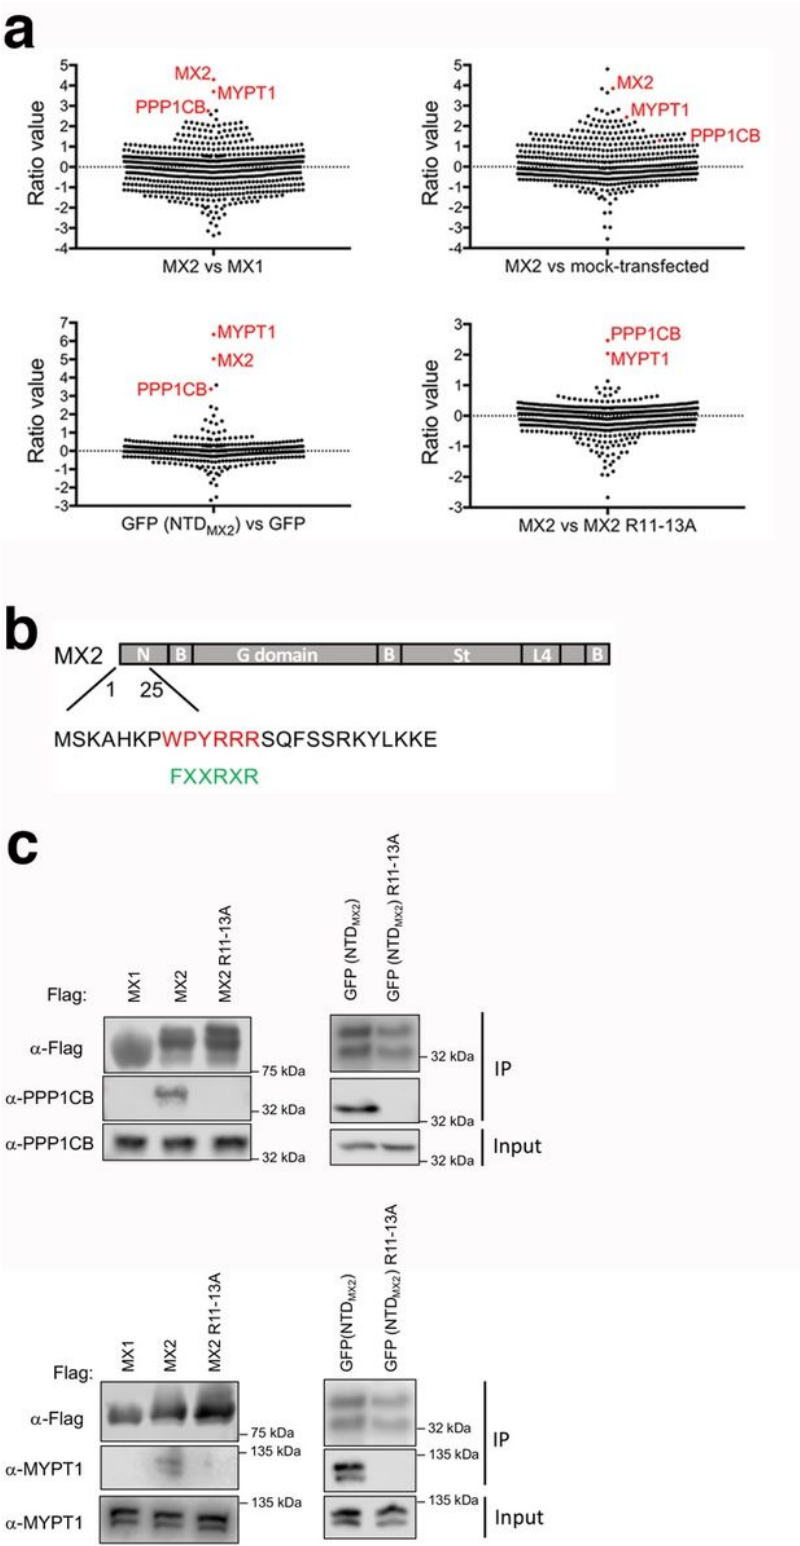 a
5
4
3
2
1
0
-1
-2
-3
-4
Ratio value
MX2
MYPT1
PPP1CB
MX2 vs MX1
5
4
3
2
1
0
-1
-2
-3
-4
Ratio value
MX2
MYPT1
PPP1CB
MX2 vs mock-transfected
7
6
5
4
3
2
1
0
-1
-2
-3
Ratio value
MYPT1
MX2
PPP1CB
GFP (NTDMX2) vs GFP
3
2
1
0
-1
-2
-3
Ratio value
PPP1CB
MYPT1
MX2 vs MX2 R11-13A
b
MX2 N B G domain B St L4 B
1 25
MSKAHKPWPYRRRSQFSSRKYLKKE
FXXRXR
c
Flag: MX1 MX2 MX2 R11-13A GFP (NTDMX2) GFP (NTDMX2) R11-13A
α-Flag 75 kDa 32 kDa
IP
α-PPP1CB 32 kDa 32 kDa
α-PPP1CB 32 kDa 32 kDa Input
Flag: MX1 MX2 MX2 R11-13A GFP(NTDMX2) GFP (NTDMX2) R11-13A
α-Flag 75 kDa 32 kDa
IP
α-MYPT1 135 kDa 135 kDa
α-MYPT1 135 kDa 135 kDa Input